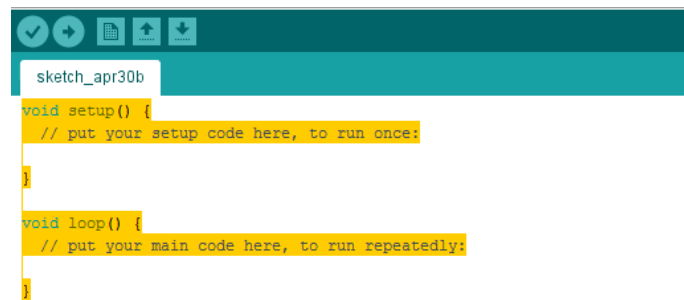 sketch_apr30b
void setup() {
  // put your setup code here, to run once:
}
void loop() {
  // put your main code here, to run repeatedly:
}